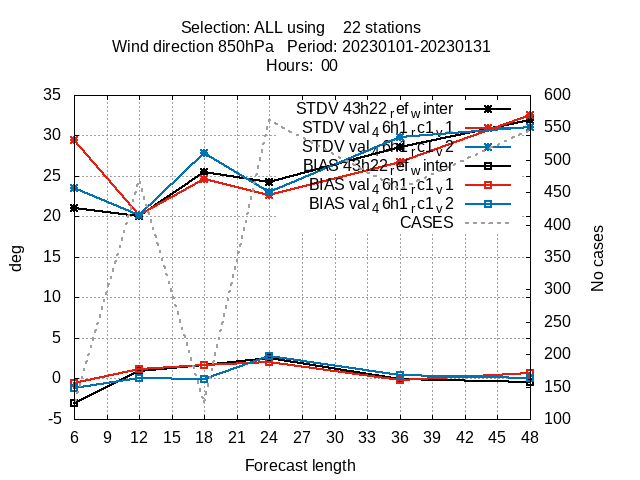 Selection: ALL using 22 stations
Wind direction 850hPa Period: 20230101-20230131
Hours: 00
35 600
STDV 43h22_ref_winter
STDV val_46h1_rc1_v1
30 550
STDV val_46h1_rc1_v2
BIAS 43h22_ref_winter
500
25 BIAS val_46h1_rc1_v1
450
BIAS val_46h1_rc1_v2
20 CASES
400
15 350
10 300
5 250
200
0 150
-5 100
deg
No cases
6 9 12 15 18 21 24 27 30 33 36 39 42 45 48
Forecast length